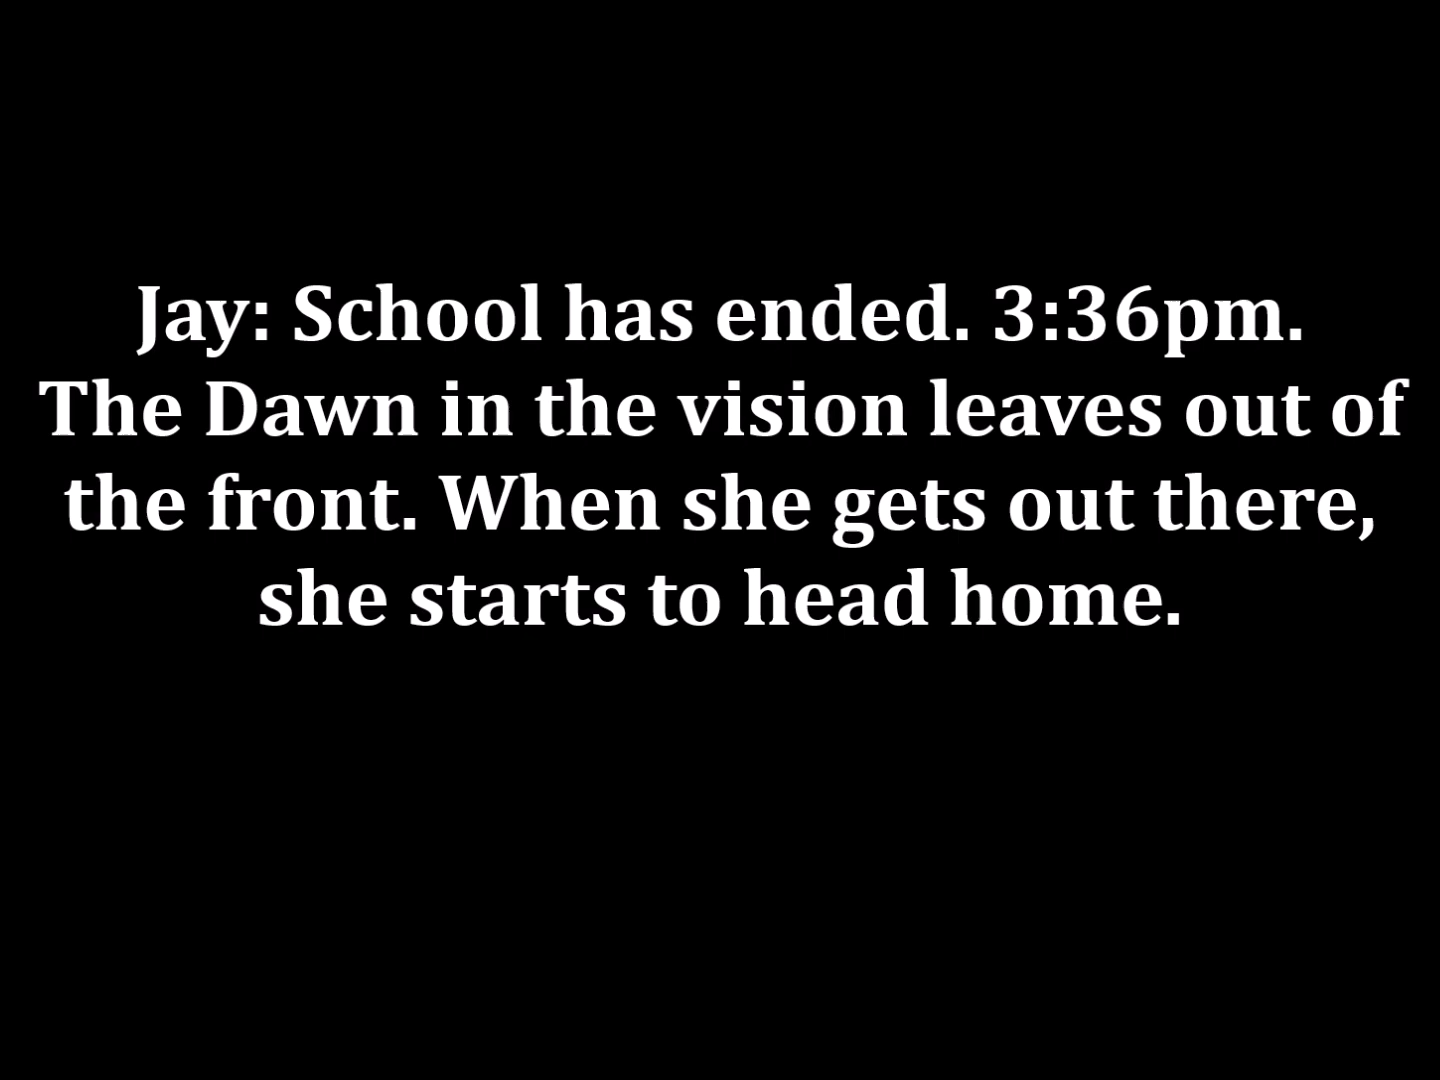 Jay: School has ended. 3:36pm.
The Dawn in the vision leaves out of
the front. When she gets out there,
she starts to head home.